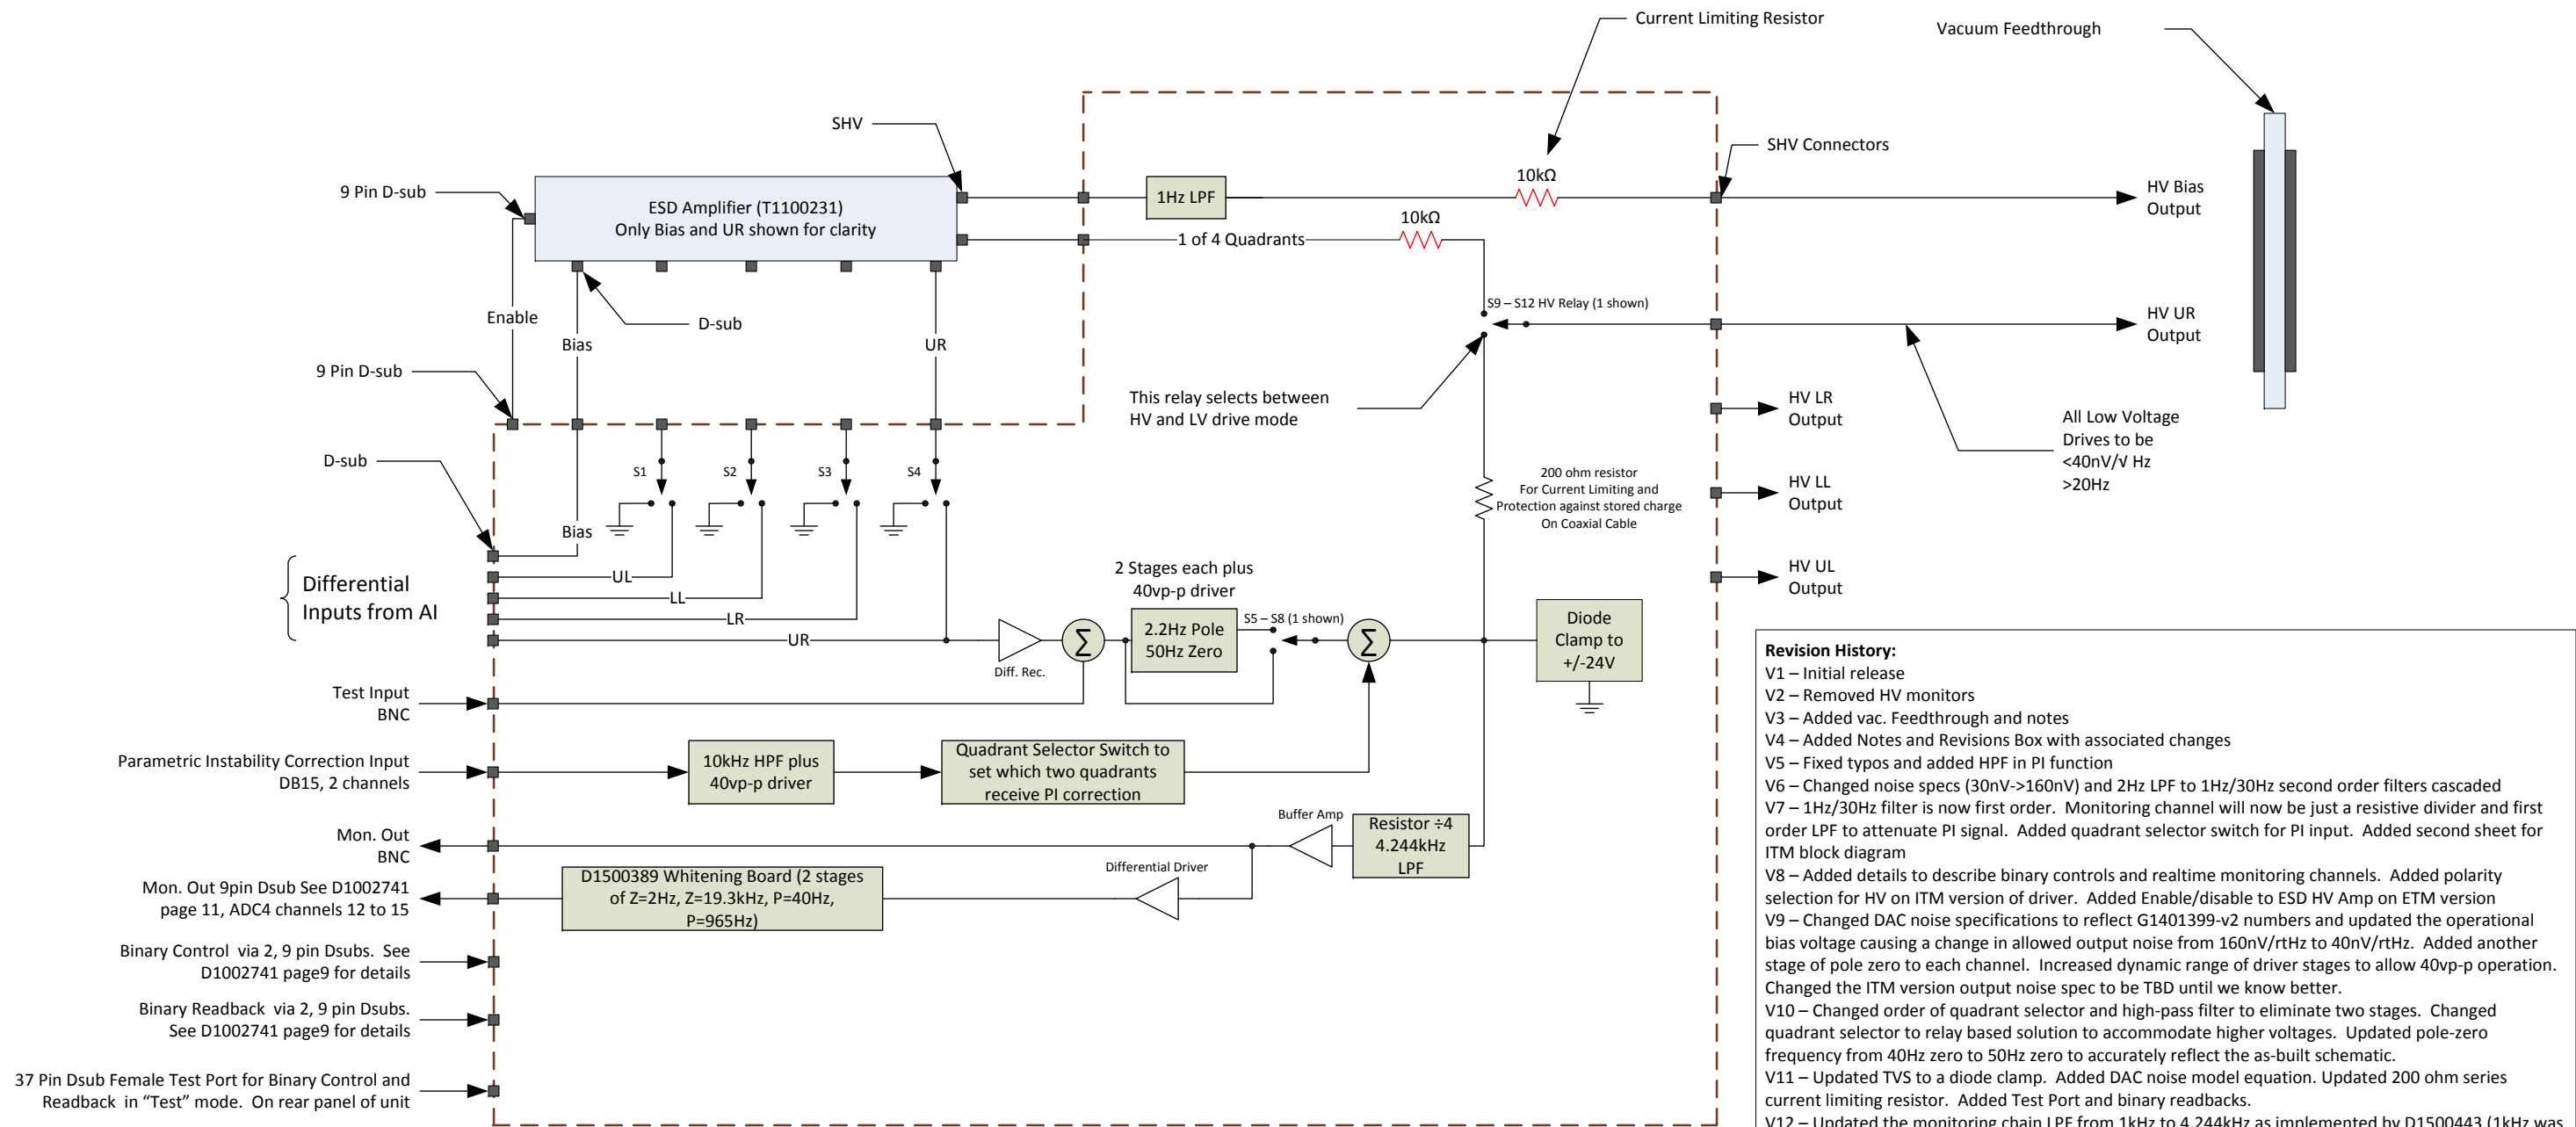 Current Limiting Resistor
Vacuum Feedthrough
SHV
SHV Connectors
9 Pin D-sub
ESD Amplifier (T1100231)
Only Bias and UR shown for clarity
1Hz LPF
10kΩ
HV Bias
Output
10kΩ
1 of 4 Quadrants
S9 – S12 HV Relay (1 shown)
Enable
D-sub
Bias
UR
HV UR
Output
9 Pin D-sub
This relay selects between
HV and LV drive mode
HV LR
Output
All Low Voltage
Drives to be
<40nV/√ Hz
>20Hz
D-sub
S1
S2
S3
S4
200 ohm resistor
For Current Limiting and
Protection against stored charge
On Coaxial Cable
HV LL
Output
Bias
Differential
Inputs from AI
UL
LL
LR
UR
2 Stages each plus
40vp-p driver
HV UL
Output
Diff. Rec.
∑
2.2Hz Pole
50Hz Zero
S5 – S8 (1 shown)
∑
Diode
Clamp to
+/-24V
Test Input
BNC
Parametric Instability Correction Input
DB15, 2 channels
10kHz HPF plus
40vp-p driver
Quadrant Selector Switch to
set which two quadrants
receive PI correction
Mon. Out
BNC
Buffer Amp
Resistor ÷4
4.244kHz
LPF
Mon. Out 9pin Dsub See D1002741
page 11, ADC4 channels 12 to 15
D1500389 Whitening Board (2 stages
of Z=2Hz, Z=19.3kHz, P=40Hz,
P=965Hz)
Differential Driver
Binary Control  via 2, 9 pin Dsubs.  See
D1002741 page9 for details
Binary Readback  via 2, 9 pin Dsubs.
See D1002741 page9 for details
37 Pin Dsub Female Test Port for Binary Control and
Readback  in “Test” mode.  On rear panel of unit
Revision History:
V1 – Initial release
V2 – Removed HV monitors
V3 – Added vac. Feedthrough and notes
V4 – Added Notes and Revisions Box with associated changes
V5 – Fixed typos and added HPF in PI function
V6 – Changed noise specs (30nV->160nV) and 2Hz LPF to 1Hz/30Hz second order filters cascaded
V7 – 1Hz/30Hz filter is now first order.  Monitoring channel will now be just a resistive divider and first
order LPF to attenuate PI signal.  Added quadrant selector switch for PI input.  Added second sheet for
ITM block diagram
V8 – Added details to describe binary controls and realtime monitoring channels.  Added polarity
selection for HV on ITM version of driver.  Added Enable/disable to ESD HV Amp on ETM version
V9 – Changed DAC noise specifications to reflect G1401399-v2 numbers and updated the operational
bias voltage causing a change in allowed output noise from 160nV/rtHz to 40nV/rtHz.  Added another
stage of pole zero to each channel.  Increased dynamic range of driver stages to allow 40vp-p operation.
Changed the ITM version output noise spec to be TBD until we know better.
V10 – Changed order of quadrant selector and high-pass filter to eliminate two stages.  Changed
quadrant selector to relay based solution to accommodate higher voltages.  Updated pole-zero
frequency from 40Hz zero to 50Hz zero to accurately reflect the as-built schematic.
V11 – Updated TVS to a diode clamp.  Added DAC noise model equation. Updated 200 ohm series
current limiting resistor.  Added Test Port and binary readbacks.
V12 – Updated the monitoring chain LPF from 1kHz to 4.244kHz as implemented by D1500443 (1kHz was